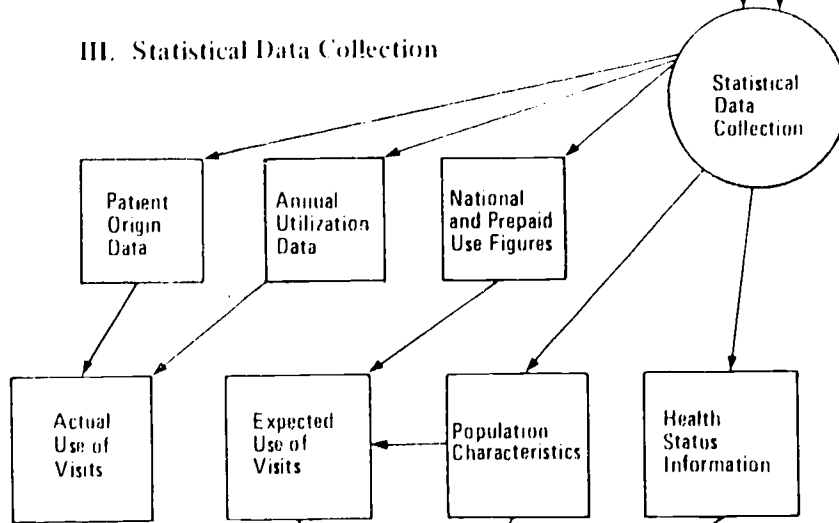 III. Statistical Data Collection
Statistical
Data
Collection
Patient
Origin
Data
Annual
Utilization
Data
National
and Prepaid
Use Figures
Actual
Use of
Visits
Expected
Use of
Visits
Population
Characteristics
Health
Status
Information